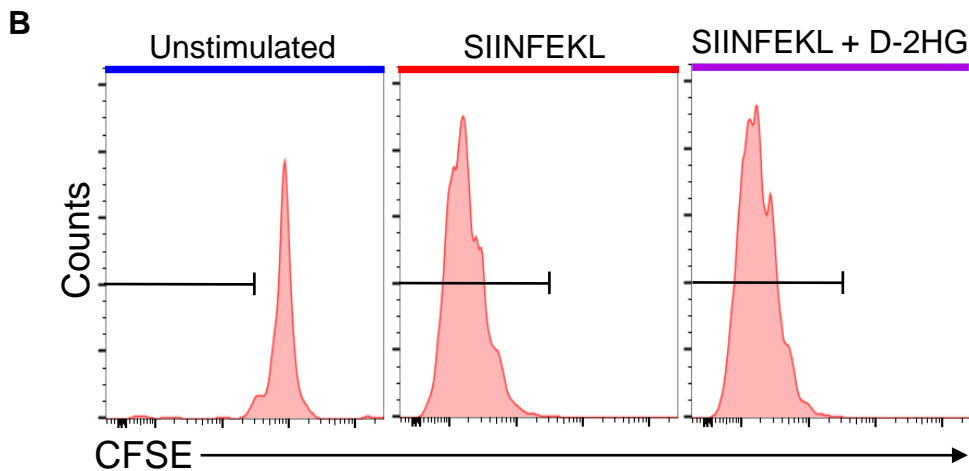 B
Unstimulated
SIINFEKL
SIINFEKL + D-2HG
Counts
CFSE